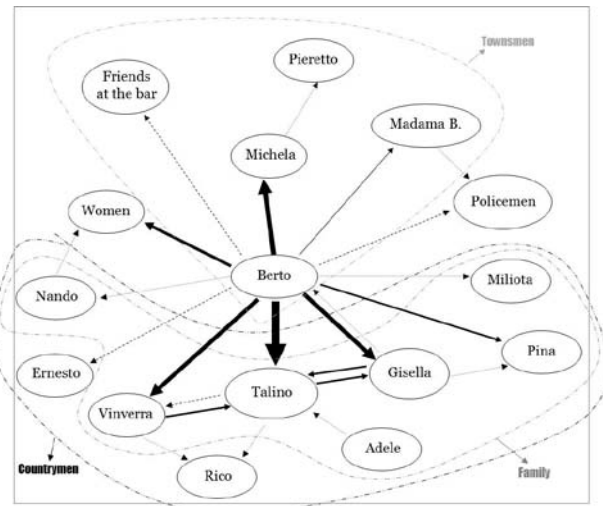 Townsmen
Pieretto
Friends
at the bar
Madama B.
Michela
Policemen
Women
Berto
Miliota
Nando
Pina
Ernesto
Gisella
Talino
Vinverra
Adele
Countrymen
Rico
Family